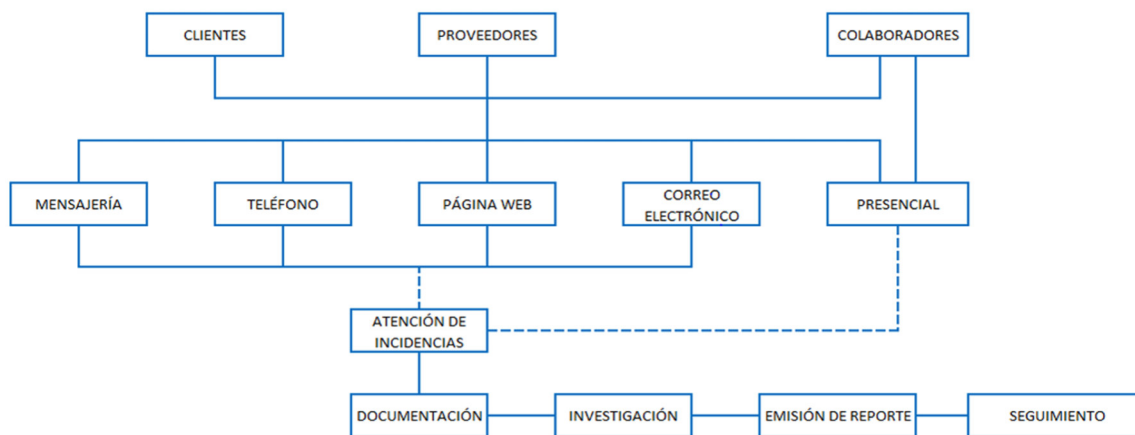 CLIENTES
PROVEEDORES
COLABORADORES
MENSAJERÍA
TELÉFONO
PÁGINA WEB
CORREO
ELECTRÓNICO
PRESENCIAL
ATENCIÓN DE
INCIDENCIAS
DOCUMENTACIÓN
INVESTIGACIÓN
EMISIÓN DE REPORTE
SEGUIMIENTO